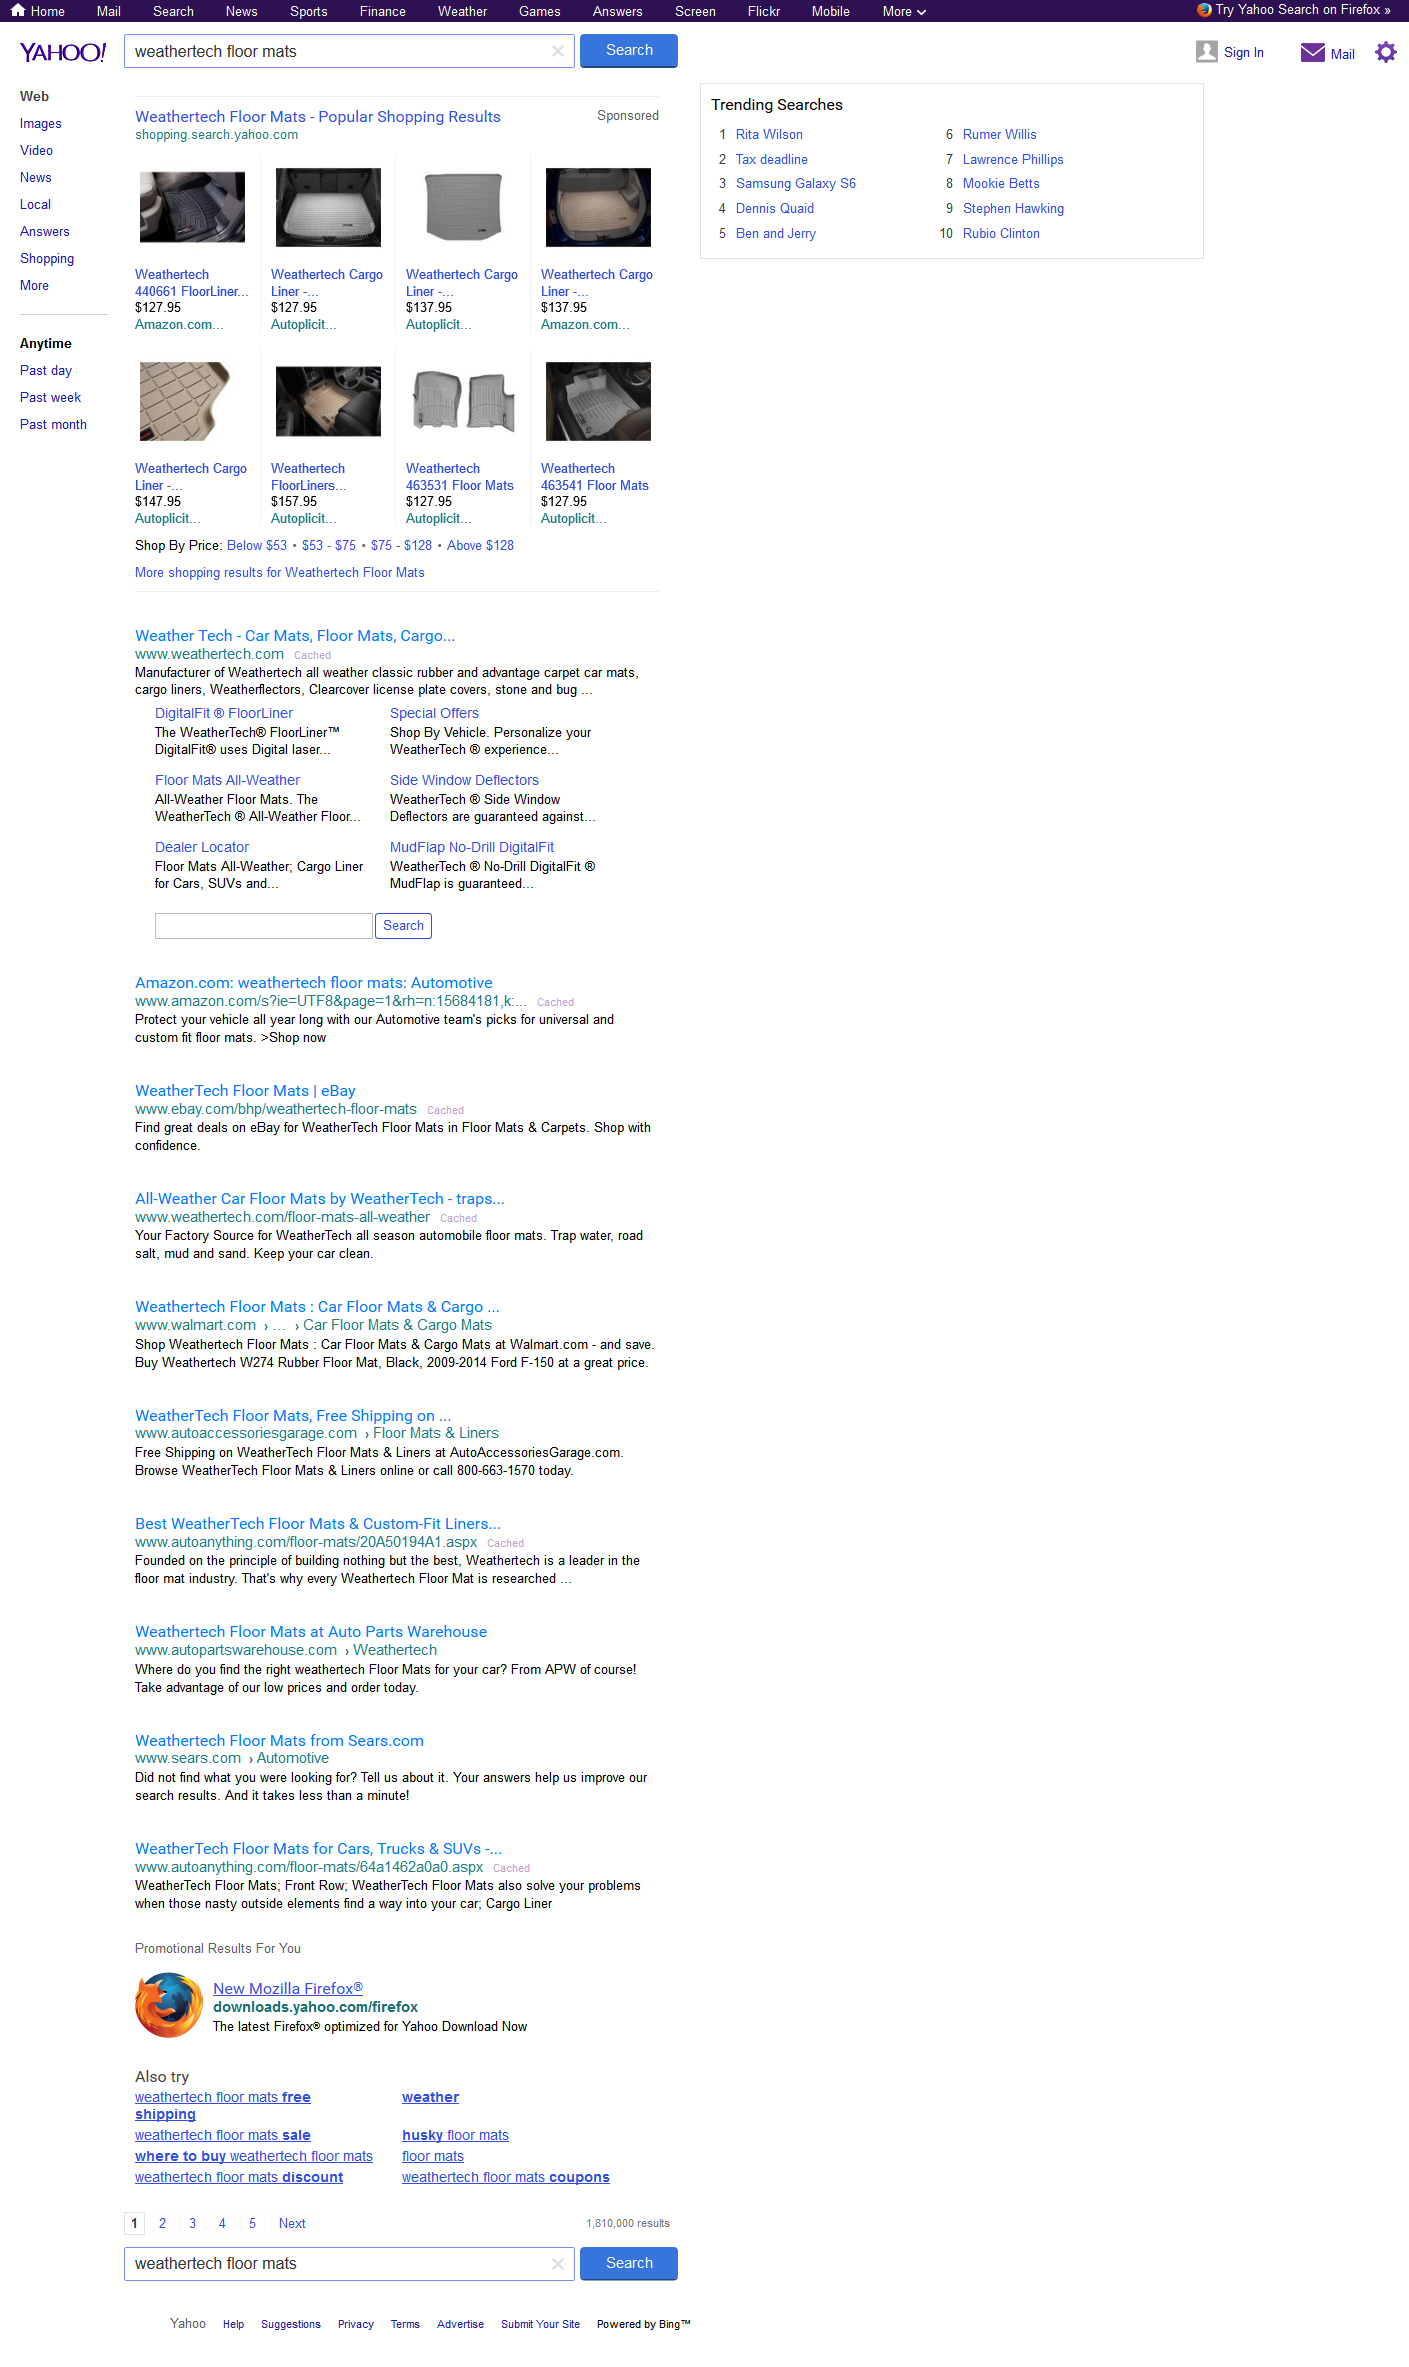 Home Mail Search News Sports Finance Weather Games Answers Screen Flickr Mobile More Try Yahoo Search on Firefox »
YAHOO! weathertech floor mats Search Sign In Mail
Web
Images
Video
News
Local
Answers
Shopping
More
Anytime
Past day
Past week
Past month
Weathertech Floor Mats - Popular Shopping Results Sponsored
shopping.search.yahoo.com
Weathertech 440661 FloorLiner...
$127.95
Amazon.com...
Weathertech Cargo Liner -...
$127.95
Autoplicit...
Weathertech Cargo Liner -...
$137.95
Autoplicit...
Weathertech Cargo Liner -...
$137.95
Amazon.com...
Weathertech Cargo Liner -...
$147.95
Autoplicit...
Weathertech FloorLiners...
$157.95
Autoplicit...
Weathertech 463531 Floor Mats
$127.95
Autoplicit...
Weathertech 463541 Floor Mats
$127.95
Autoplicit...
Shop By Price: Below $53 • $53 - $75 • $75 - $128 • Above $128
More shopping results for Weathertech Floor Mats
Weather Tech - Car Mats, Floor Mats, Cargo...
www.weathertech.com Cached
Manufacturer of Weathertech all weather classic rubber and advantage carpet car mats,
cargo liners, Weatherflectors, Clearcover license plate covers, stone and bug ...
DigitalFit ® FloorLiner
The WeatherTech® FloorLiner™
DigitalFit® uses Digital laser...
Special Offers
Shop By Vehicle. Personalize your
WeatherTech ® experience...
Floor Mats All-Weather
All-Weather Floor Mats. The
WeatherTech ® All-Weather Floor...
Side Window Deflectors
WeatherTech ® Side Window
Deflectors are guaranteed against...
Dealer Locator
Floor Mats All-Weather; Cargo Liner
for Cars, SUVs and...
MudFlap No-Drill DigitalFit
WeatherTech ® No-Drill DigitalFit ®
MudFlap is guaranteed...
Search
Amazon.com: weathertech floor mats: Automotive
www.amazon.com/s?ie=UTF8&page=1&rh=n:15684181,k:... Cached
Protect your vehicle all year long with our Automotive team's picks for universal and
custom fit floor mats. >Shop now
WeatherTech Floor Mats | eBay
www.ebay.com/bhp/weathertech-floor-mats Cached
Find great deals on eBay for WeatherTech Floor Mats in Floor Mats & Carpets. Shop with
confidence.
All-Weather Car Floor Mats by WeatherTech - traps...
www.weathertech.com/floor-mats-all-weather Cached
Your Factory Source for WeatherTech all season automobile floor mats. Trap water, road
salt, mud and sand. Keep your car clean.
Weathertech Floor Mats : Car Floor Mats & Cargo ...
www.walmart.com › ... › Car Floor Mats & Cargo Mats
Shop Weathertech Floor Mats : Car Floor Mats & Cargo Mats at Walmart.com - and save.
Buy Weathertech W274 Rubber Floor Mat, Black, 2009-2014 Ford F-150 at a great price.
WeatherTech Floor Mats, Free Shipping on ...
www.autoaccessoriesgarage.com › Floor Mats & Liners
Free Shipping on WeatherTech Floor Mats & Liners at AutoAccessoriesGarage.com.
Browse WeatherTech Floor Mats & Liners online or call 800-663-1570 today.
Best WeatherTech Floor Mats & Custom-Fit Liners...
www.autoanything.com/floor-mats/20A50194A1.aspx Cached
Founded on the principle of building nothing but the best, Weathertech is a leader in the
floor mat industry. That's why every Weathertech Floor Mat is researched ...
Weathertech Floor Mats at Auto Parts Warehouse
www.autopartswarehouse.com › Weathertech
Where do you find the right weathertech Floor Mats for your car? From APW of course!
Take advantage of our low prices and order today.
Weathertech Floor Mats from Sears.com
www.sears.com › Automotive
Did not find what you were looking for? Tell us about it. Your answers help us improve our
search results. And it takes less than a minute!
WeatherTech Floor Mats for Cars, Trucks & SUVs -...
www.autoanything.com/floor-mats/64a1462a0a0.aspx Cached
WeatherTech Floor Mats; Front Row; WeatherTech Floor Mats also solve your problems
when those nasty outside elements find a way into your car; Cargo Liner
Promotional Results For You
New Mozilla Firefox®
downloads.yahoo.com/firefox
The latest Firefox® optimized for Yahoo Download Now
Also try
weathertech floor mats free shipping
weather
weathertech floor mats sale
husky floor mats
where to buy weathertech floor mats
floor mats
weathertech floor mats discount
weathertech floor mats coupons
1 2 3 4 5 Next 1,810,000 results
weathertech floor mats Search
Yahoo Help Suggestions Privacy Terms Advertise Submit Your Site Powered by Bing™
Trending Searches
1 Rita Wilson
2 Tax deadline
3 Samsung Galaxy S6
4 Dennis Quaid
5 Ben and Jerry
6 Rumer Willis
7 Lawrence Phillips
8 Mookie Betts
9 Stephen Hawking
10 Rubio Clinton